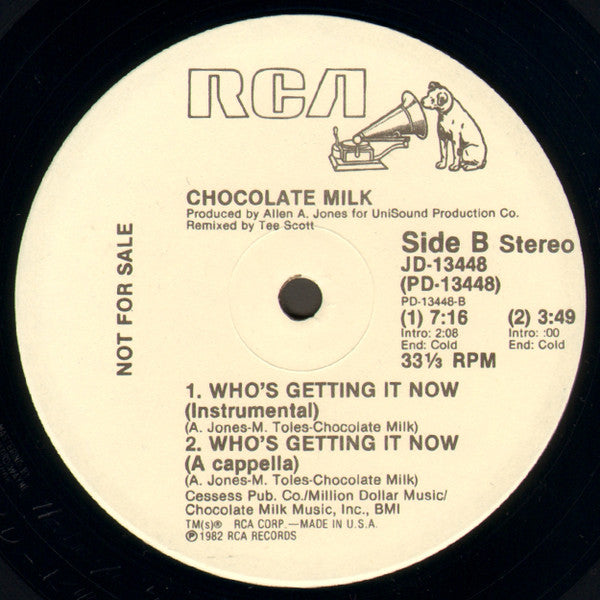 RCA
CHOCOLATE MILK
Produced by Allen A. Jones for UniSound Production Co.
Remixed by Tee Scott
NOT FOR SALE
Side B Stereo
JD-13448
(PD-13448)
PD-13448-B
(1) 7:16 (2) 3:49
Intro: 2:08 Intro: :00
End: Cold End: Cold
33⅓ RPM
1. WHO'S GETTING IT NOW
(Instrumental)
(A. Jones-M. Toles-Chocolate Milk)
2. WHO'S GETTING IT NOW
(A cappella)
(A. Jones-M. Toles-Chocolate Milk)
Cessess Pub. Co./Million Dollar Music/
Chocolate Milk Music, Inc., BMI
TM(s)® RCA CORP.—MADE IN U.S.A.
℗1982 RCA RECORDS